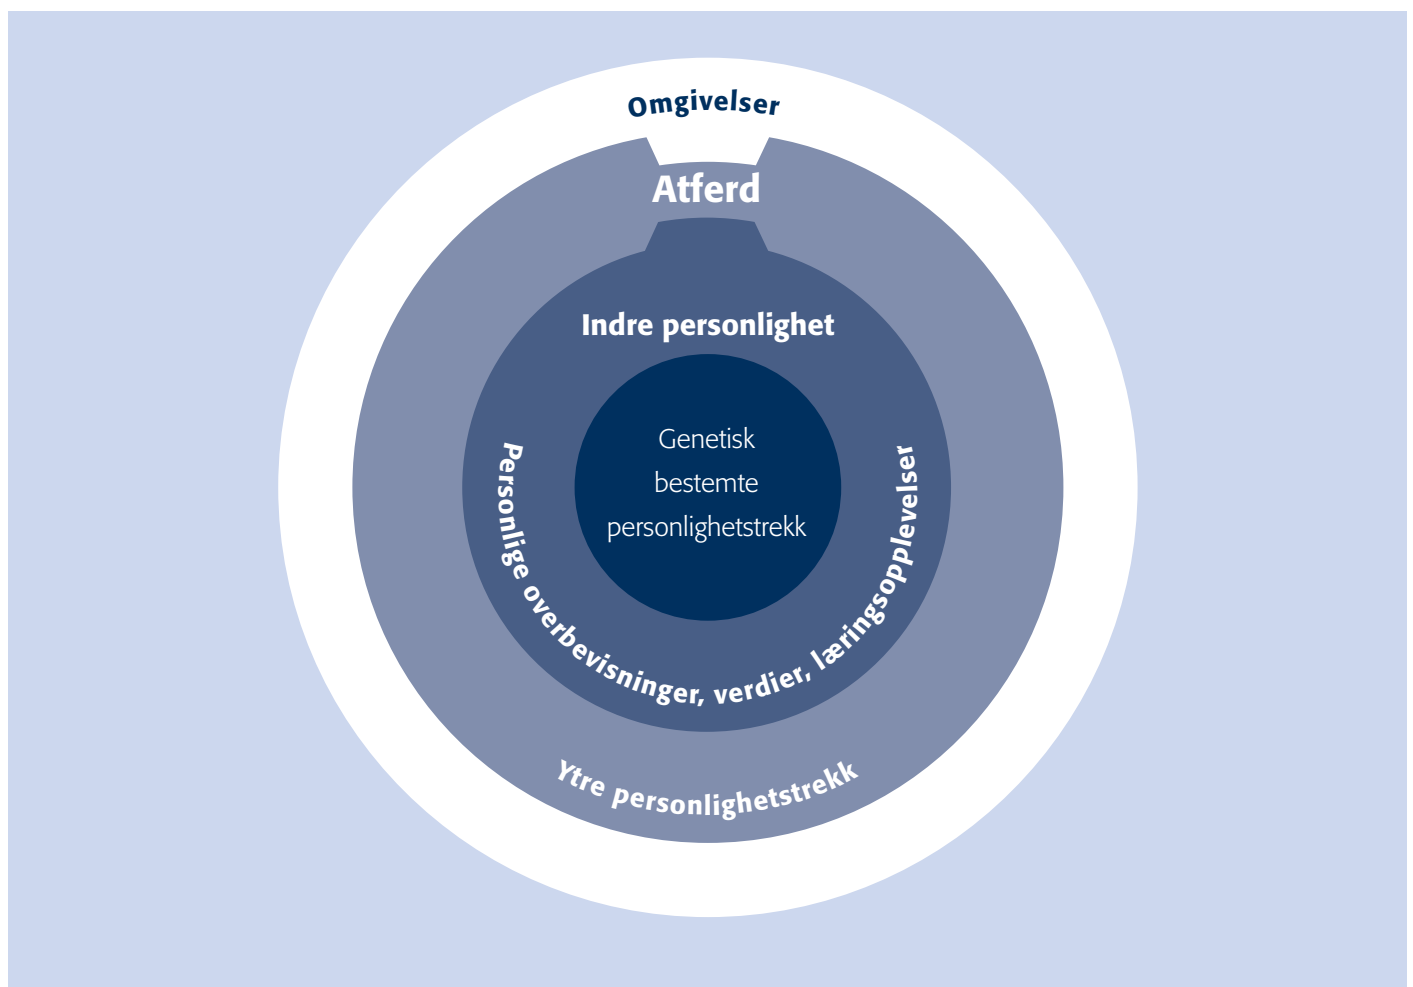 Omgivelser
Atferd
Indre personlighet
Genetisk
bestemte
personlighetstrekk
Personlige overbevisninger, verdier, læringsopplevelser
Ytre personlighetstrekk